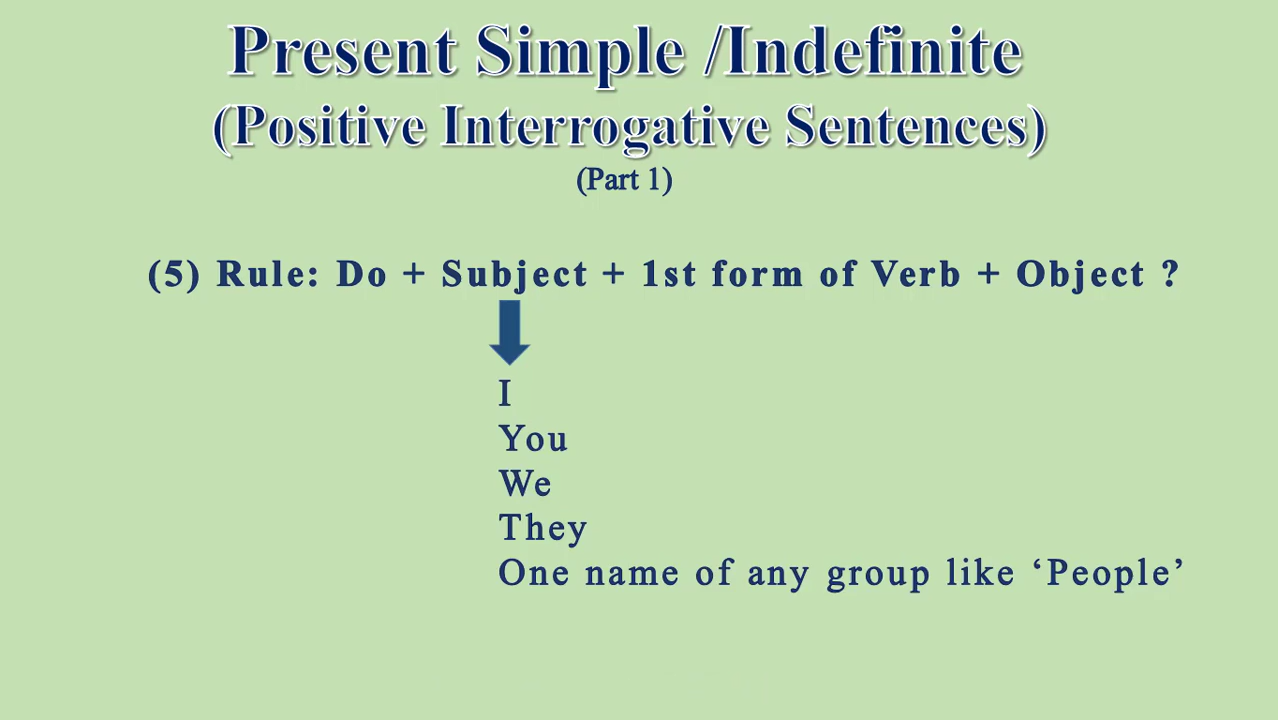 Present Simple /Indefinite
(Positive Interrogative Sentences)
(Part 1)
(5) Rule: Do + Subject + 1st form of Verb + Object ?
I
You
We
They
One name of any group like ‘People’